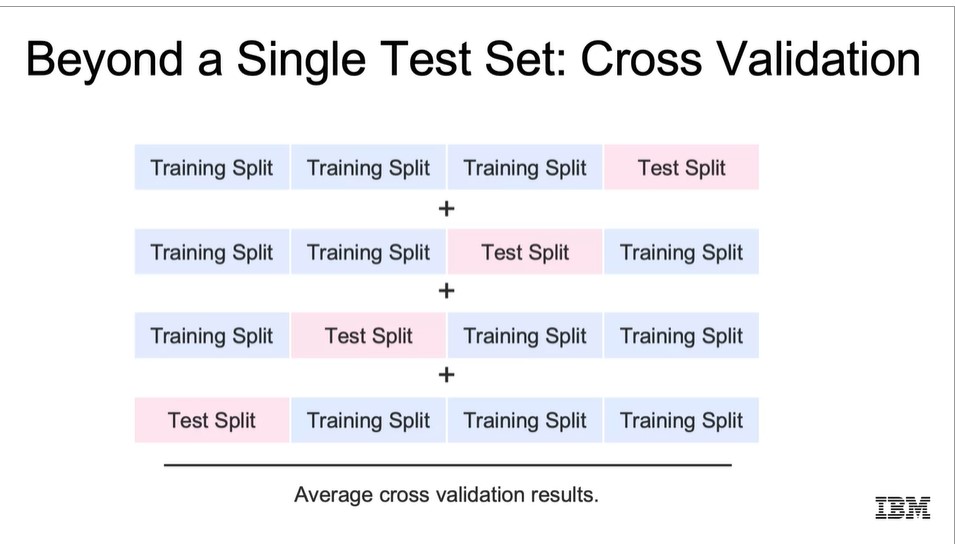 Beyond a Single Test Set: Cross Validation
Training Split Training Split Training Split Test Split
+
Training Split Training Split Test Split Training Split
+
Training Split Test Split Training Split Training Split
+
Test Split Training Split Training Split Training Split
Average cross validation results.
IBM